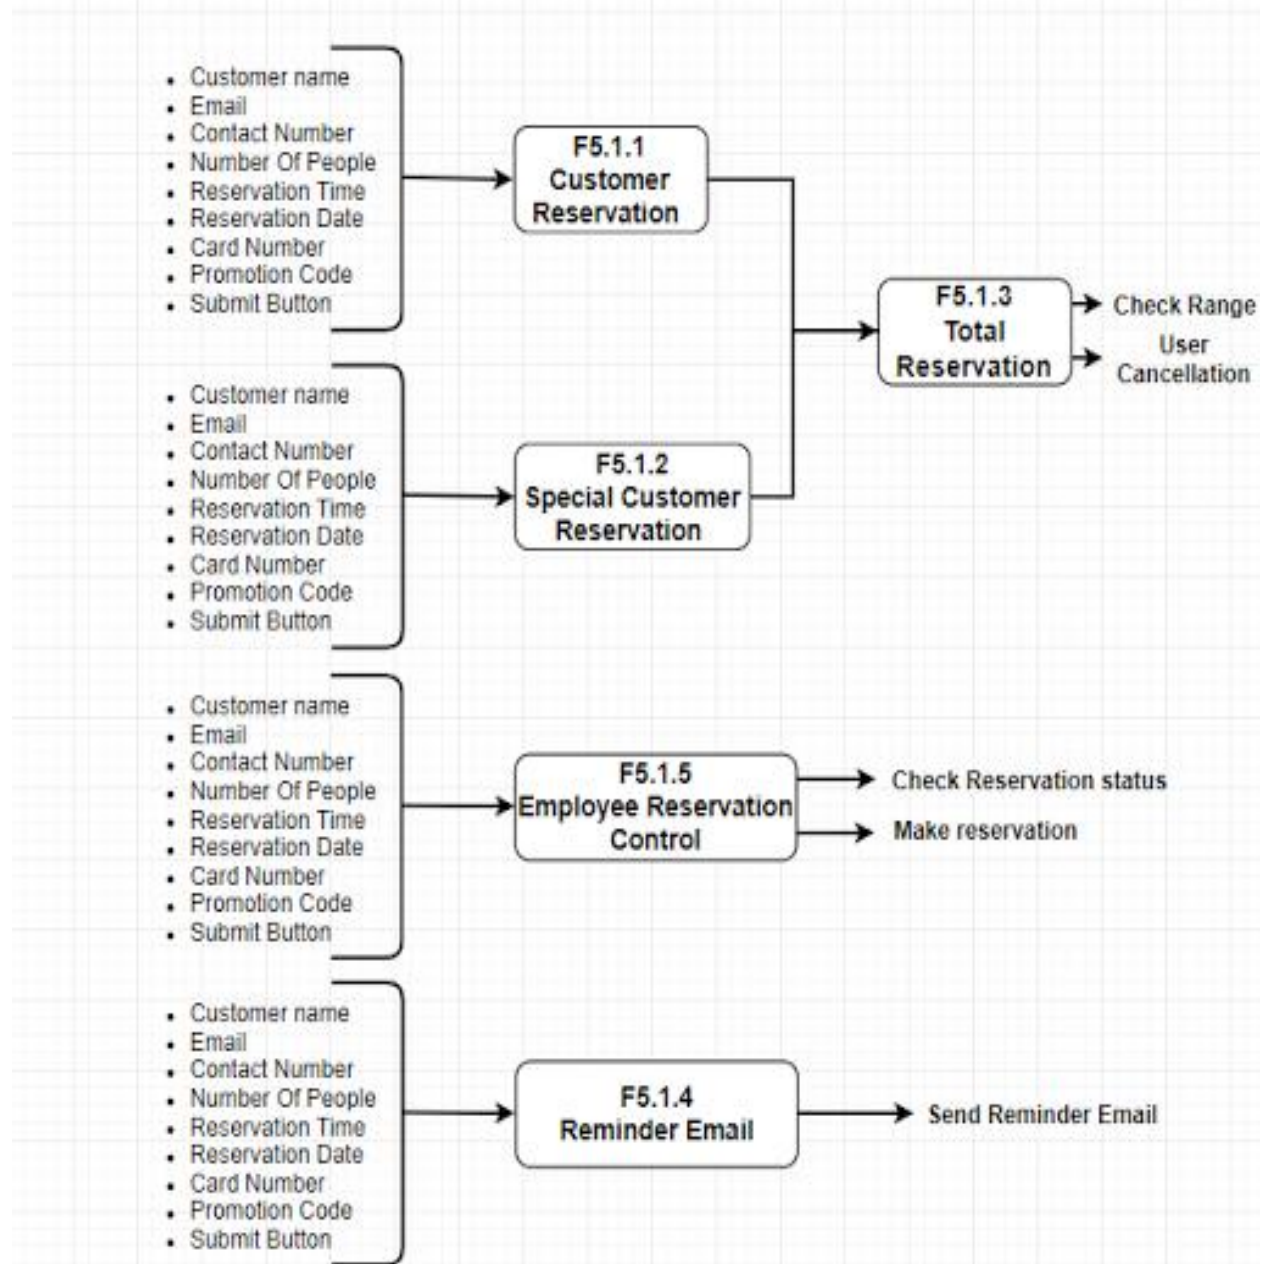 Customer name
Email
Contact Number
Number Of People
Reservation Time
Reservation Date
Card Number
Promotion Code
Submit Button
F5.1.1
Customer
Reservation
Customer name
Email
Contact Number
Number Of People
Reservation Time
Reservation Date
Card Number
Promotion Code
Submit Button
F5.1.2
Special Customer
Reservation
F5.1.3
Total
Reservation
Check Range
User
Cancellation
Customer name
Email
Contact Number
Number Of People
Reservation Time
Reservation Date
Card Number
Promotion Code
Submit Button
F5.1.5
Employee Reservation
Control
Check Reservation status
Make reservation
Customer name
Email
Contact Number
Number Of People
Reservation Time
Reservation Date
Card Number
Promotion Code
Submit Button
F5.1.4
Reminder Email
Send Reminder Email